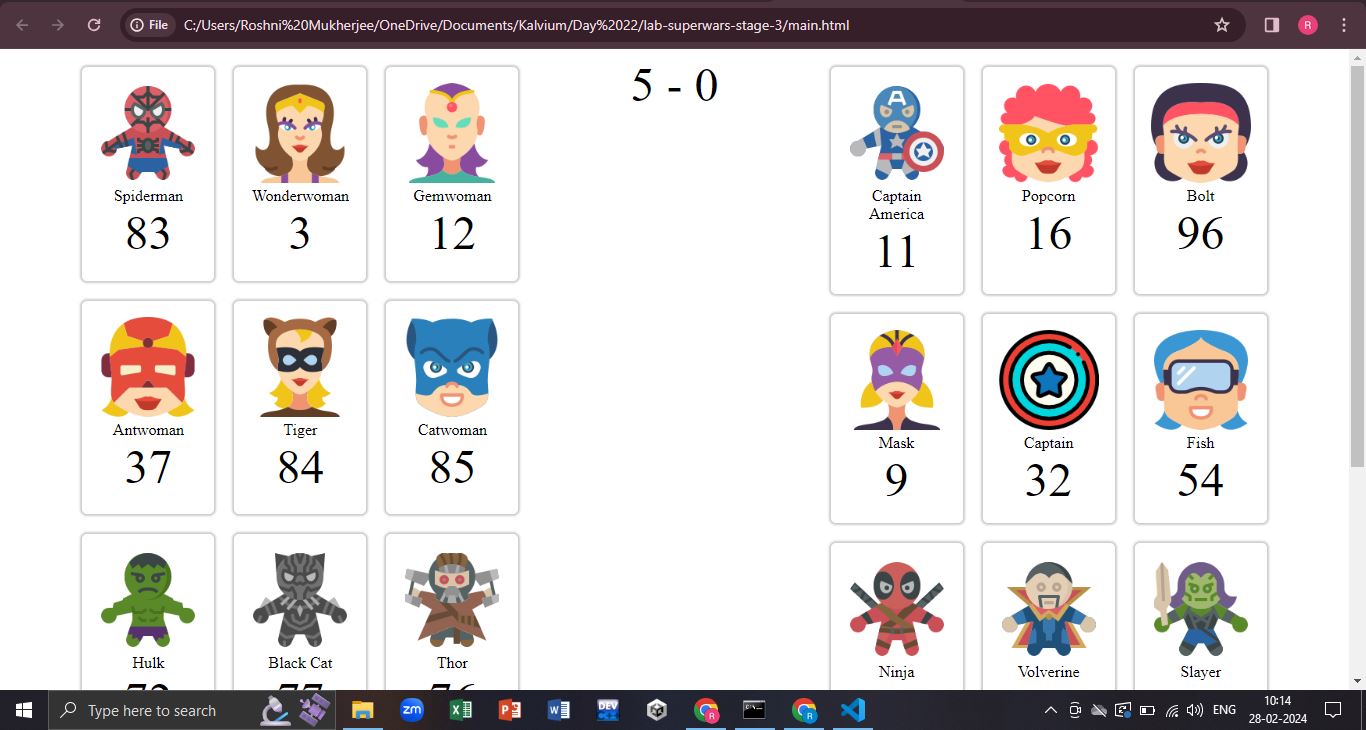 File C:/Users/Roshni%20Mukherjee/OneDrive/Documents/Kalvium/Day%2022/lab-superwars-stage-3/main.html R
5 - 0
Spiderman Wonderwoman Gemwoman
83 3 12
Captain America Popcorn Bolt
11 16 96
Antwoman Tiger Catwoman
37 84 85
Mask Captain Fish
9 32 54
Hulk Black Cat Thor
Ninja Volverine Slayer
Type here to search
zm
DEV
ENG
10:14
28-02-2024